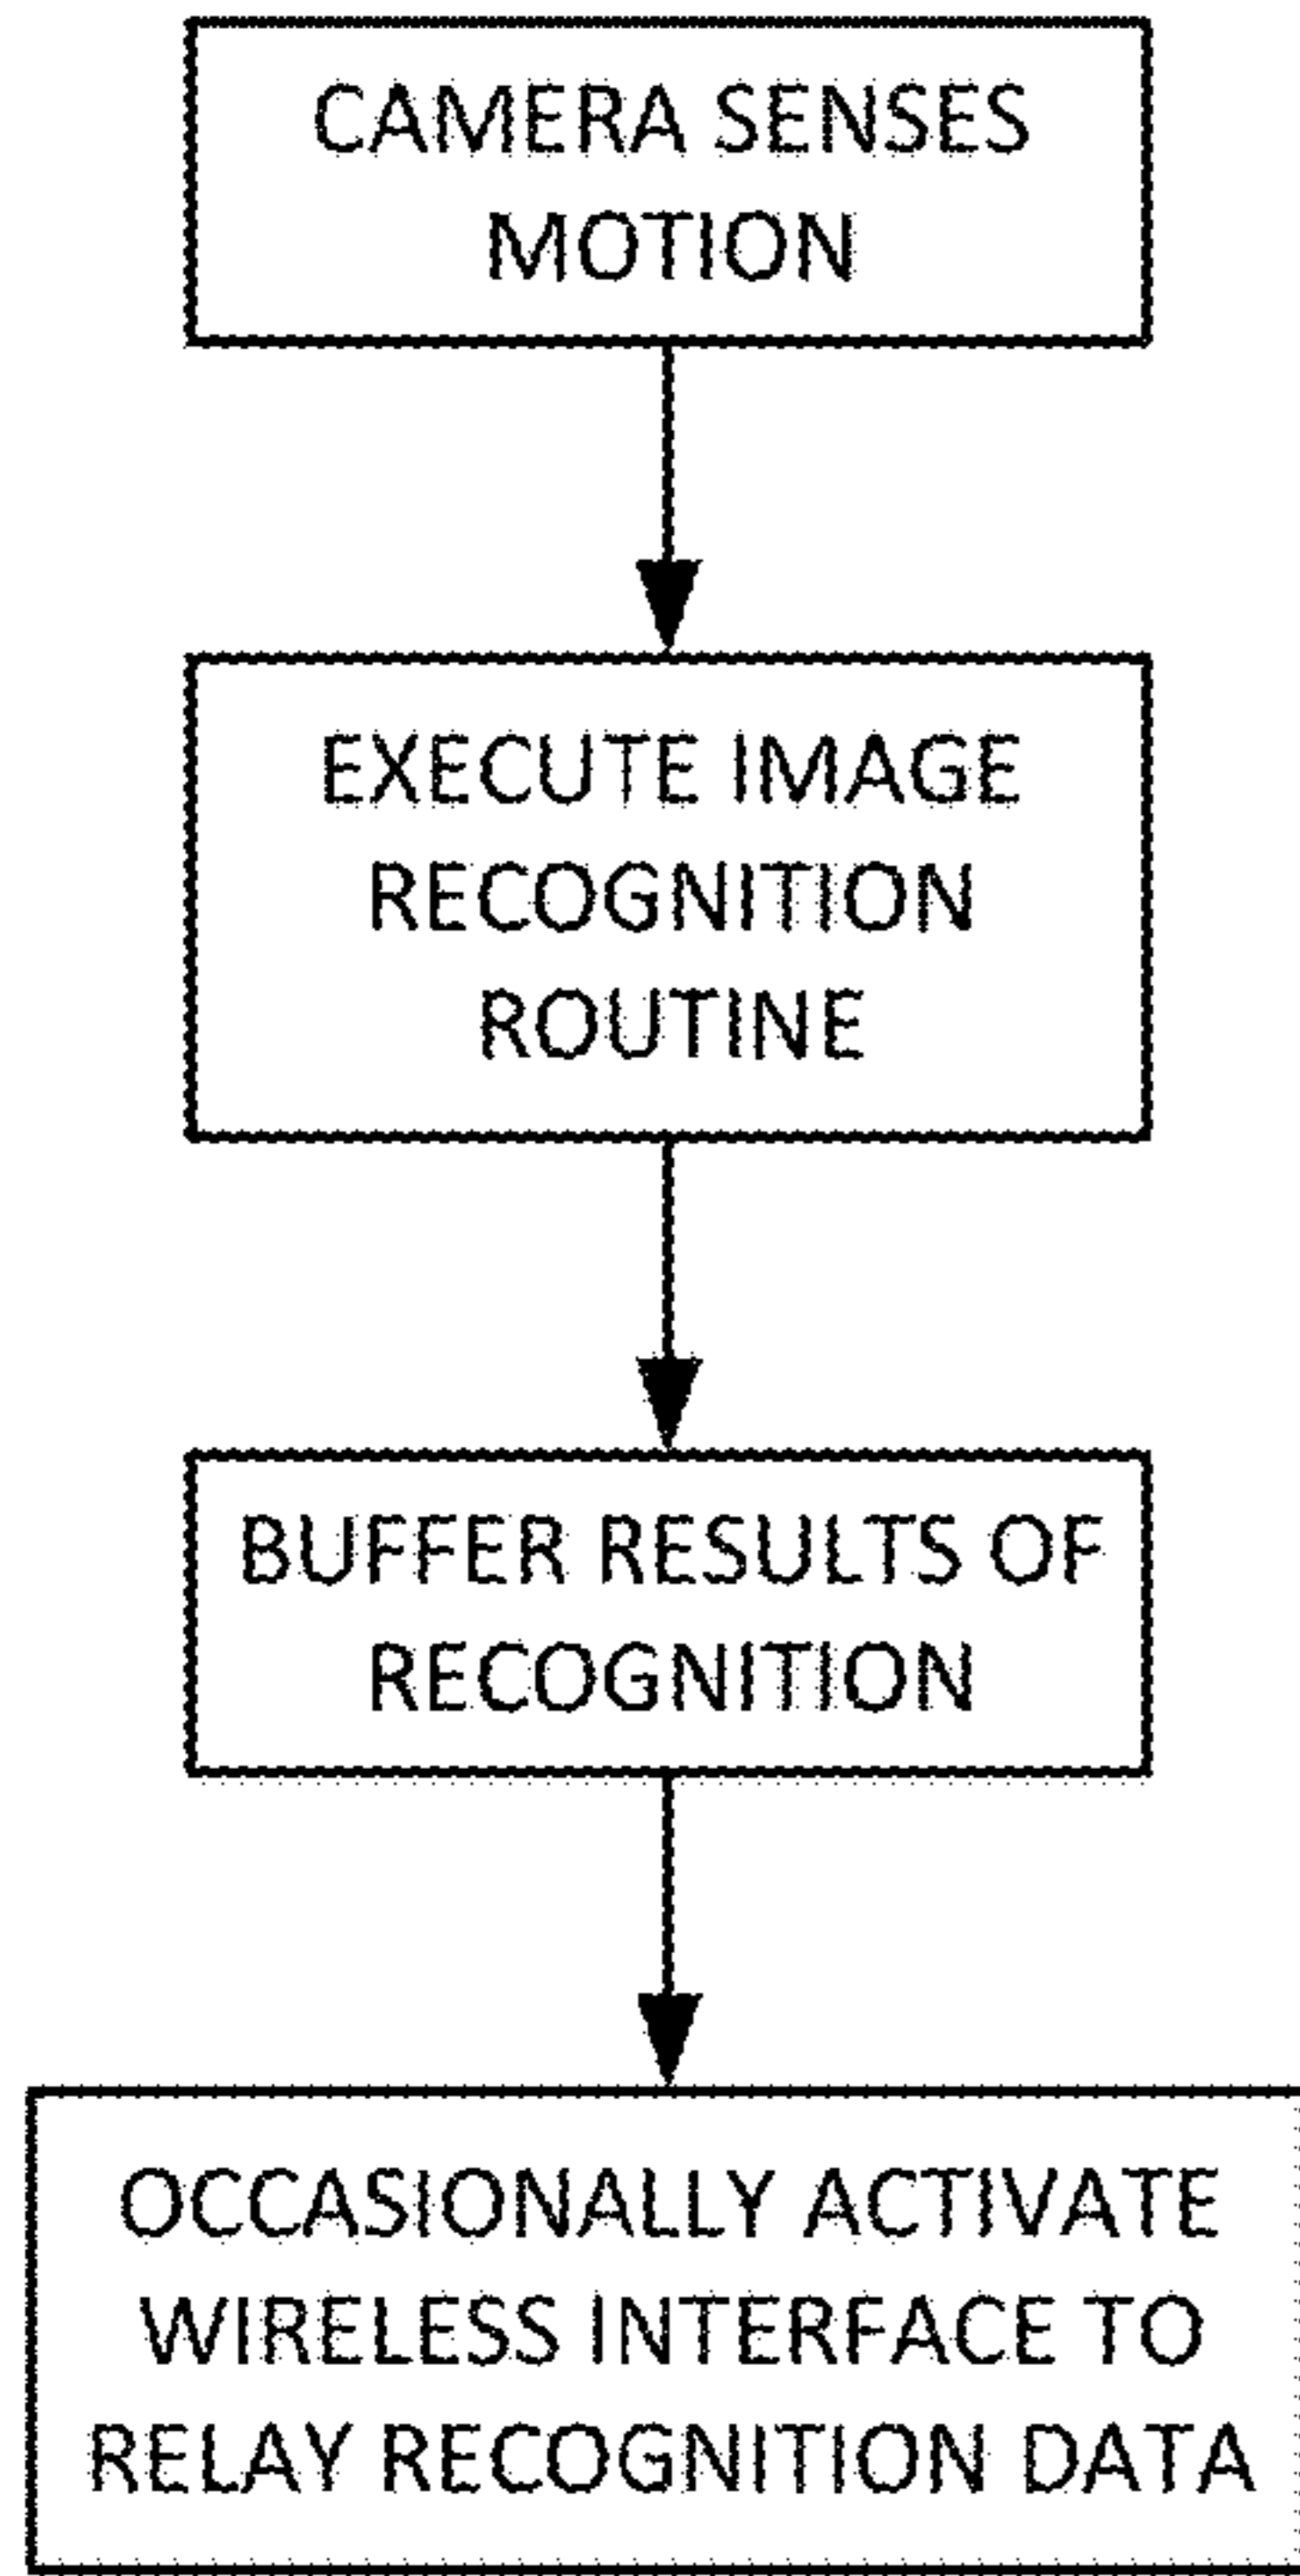 CAMERA SENSES
MOTION
EXECUTE IMAGE
RECOGNITION
ROUTINE
BUFFER RESULTS OF
RECOGNITION
OCCASIONALLY ACTIVATE
WIRELESS INTERFACE TO
RELAY RECOGNITION DATA